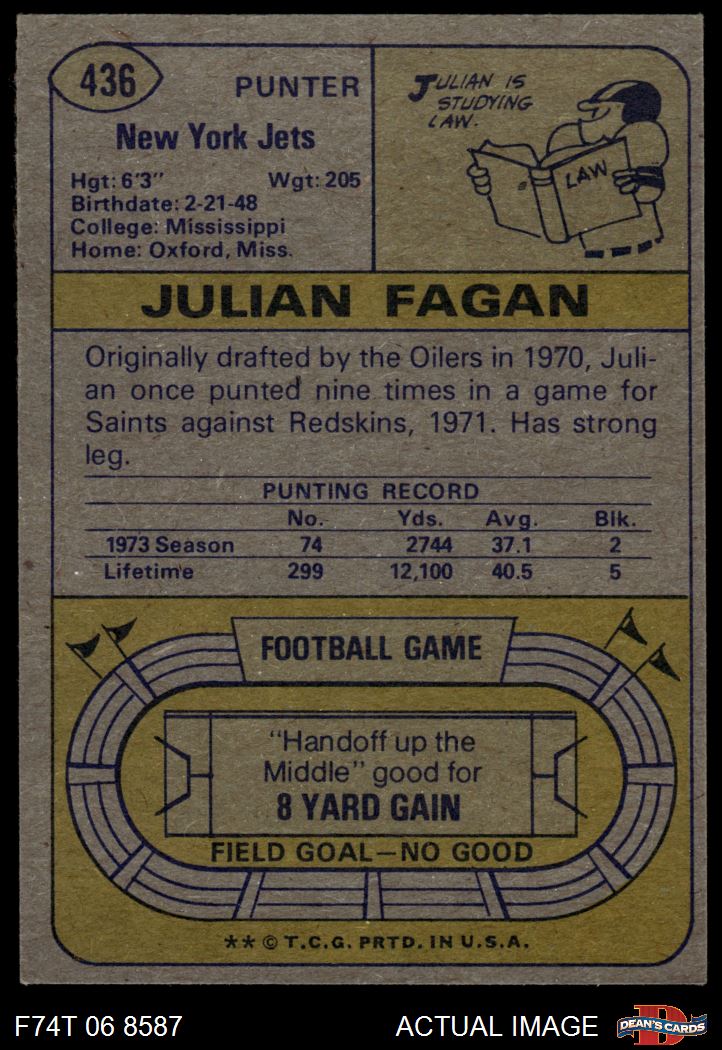 436
PUNTER
New York Jets
Hgt: 6'3" Wgt: 205
Birthdate: 2-21-48
College: Mississippi
Home: Oxford, Miss.
JULIAN IS
STUDYING
LAW.
LAW
JULIAN FAGAN
Originally drafted by the Oilers in 1970, Juli-
an once punted nine times in a game for
Saints against Redskins, 1971. Has strong
leg.
PUNTING RECORD
No. Yds. Avg. Blk.
1973 Season 74 2744 37.1 2
Lifetime 299 12,100 40.5 5
FOOTBALL GAME
"Handoff up the
Middle" good for
8 YARD GAIN
FIELD GOAL—NO GOOD
** © T.C.G. PRTD. IN U.S.A.
F74T 06 8587 ACTUAL IMAGE
D
DEAN'S CARDS